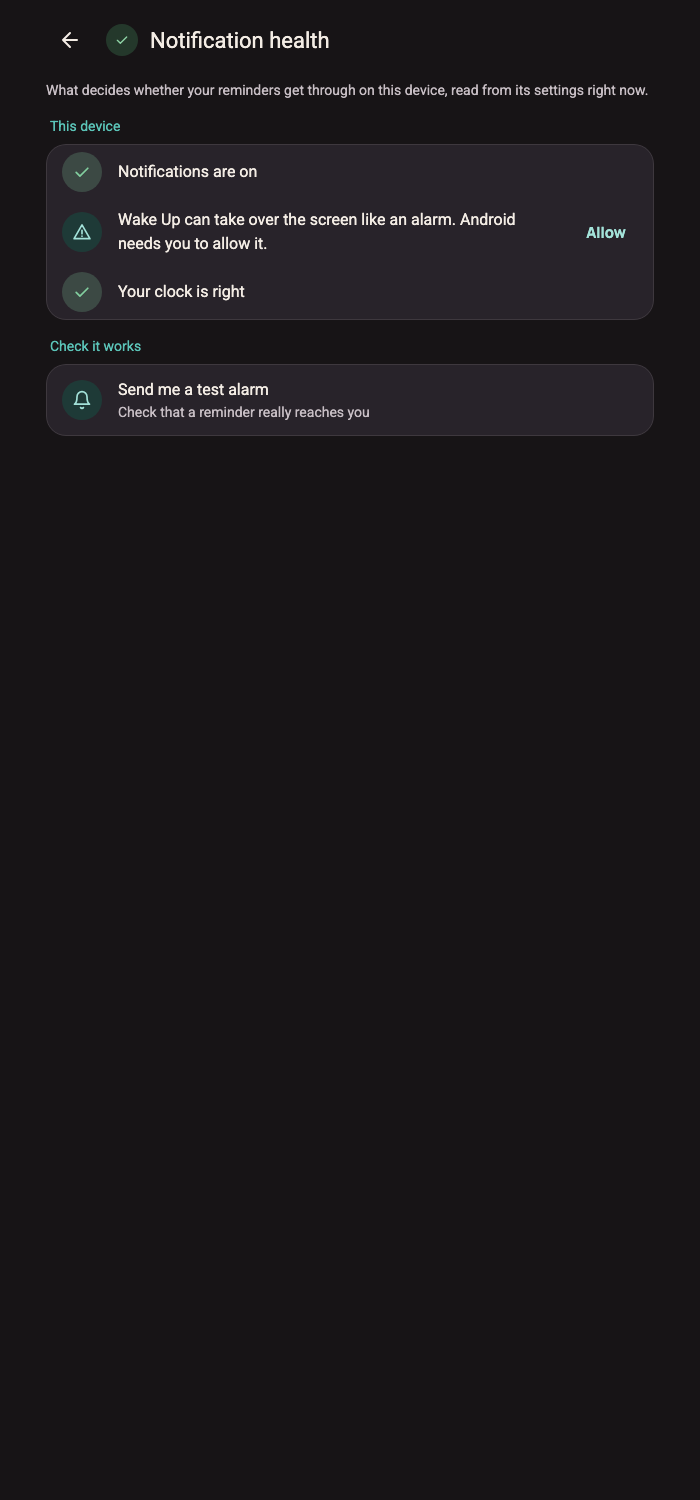 Notification health
What decides whether your reminders get through on this device, read from its settings right now.
This device
Notifications are on
Wake Up can take over the screen like an alarm. Android
needs you to allow it.
Allow
Your clock is right
Check it works
Send me a test alarm
Check that a reminder really reaches you